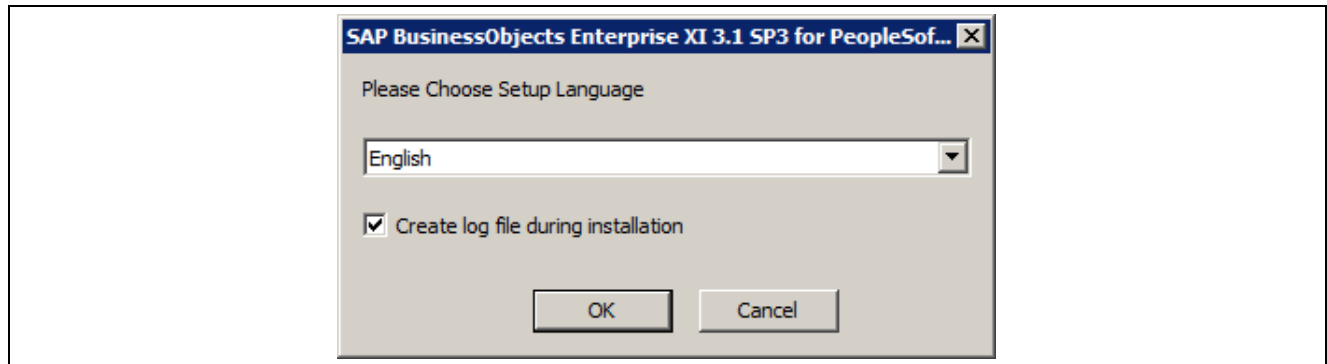 SAP BusinessObjects Enterprise XI 3.1 SP3 for PeopleSof...
Please Choose Setup Language
English
Create log file during installation
OK Cancel